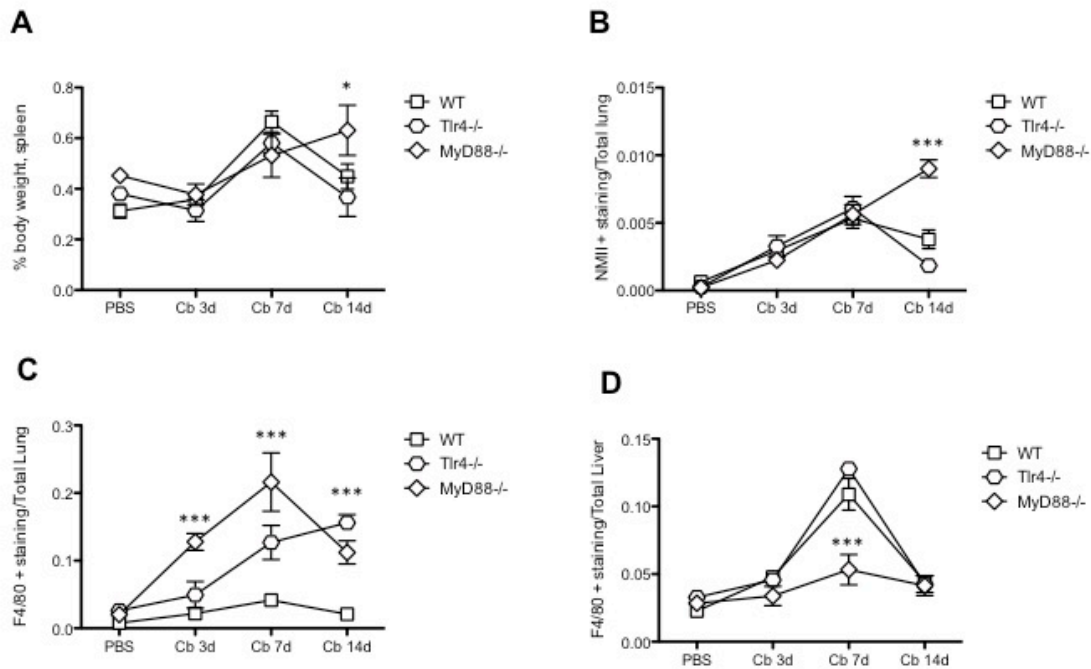 A
% body weight, spleen
0.8
0.6
0.4
0.2
0.0
*
PBS
Cb 3d
Cb 7d
Cb 14d
WT
Tlr4-/-
MyD88-/-
B
NMII + staining/Total lung
0.015
0.010
0.005
0.000
***
PBS
Cb 3d
Cb 7d
Cb 14d
WT
Tlr4-/-
MyD88-/-
C
F4/80 + staining/Total Lung
0.3
0.2
0.1
0.0
***
***
***
PBS
Cb 3d
Cb 7d
Cb 14d
WT
Tlr4-/-
MyD88-/-
D
F4/80 + staining/Total Liver
0.15
0.10
0.05
0.00
***
PBS
Cb 3d
Cb 7d
Cb 14d
WT
Tlr4-/-
MyD88-/-